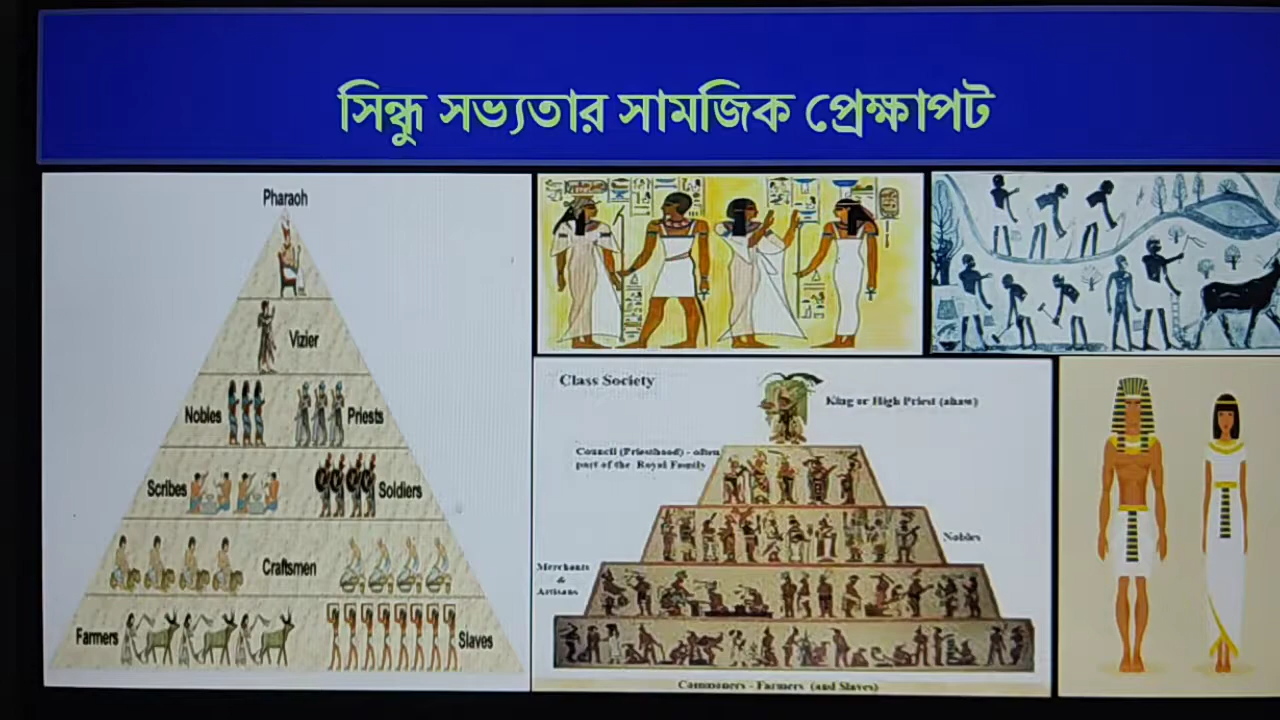 সিন্ধু সভ্যতার সামজিক প্রেক্ষাপট
Pharaoh
Vizier
Nobles Priests
Scribes Soldiers
Craftsmen
Farmers Slaves
Class Society
King or High Priest (ahaw)
Council (Priesthood) - often
part of the Royal Family
Nobles
Merchants
&
Artisans
Commoners - Farmers (and Slaves)